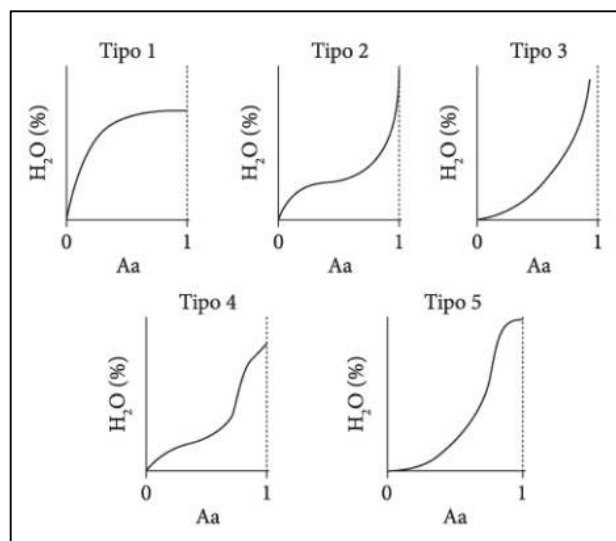 Tipo 1 Tipo 2 Tipo 3
H₂O (%) H₂O (%) H₂O (%)
0 1 0 1 0 1
Aa Aa Aa
Tipo 4 Tipo 5
H₂O (%) H₂O (%)
0 1 0 1
Aa Aa